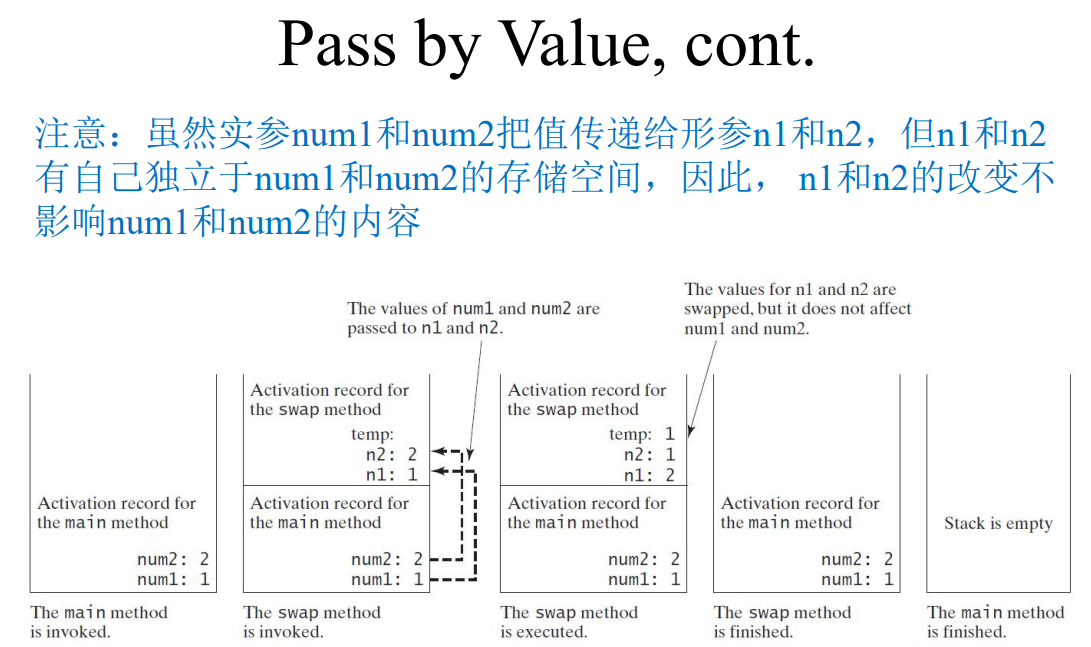 Pass by Value, cont.
注意：虽然实参num1和num2把值传递给形参n1和n2，但n1和n2
有自己独立于num1和num2的存储空间，因此， n1和n2的改变不
影响num1和num2的内容
The values of num1 and num2 are
passed to n1 and n2.
The values for n1 and n2 are
swapped, but it does not affect
num1 and num2.
Activation record for
the main method
num2: 2
num1: 1
The main method
is invoked.
Activation record for
the swap method
temp:
n2: 2
n1: 1
Activation record for
the main method
num2: 2
num1: 1
The swap method
is invoked.
Activation record for
the swap method
temp: 1
n2: 1
n1: 2
Activation record for
the main method
num2: 2
num1: 1
The swap method
is executed.
Activation record for
the main method
num2: 2
num1: 1
The swap method
is finished.
Stack is empty
The main method
is finished.